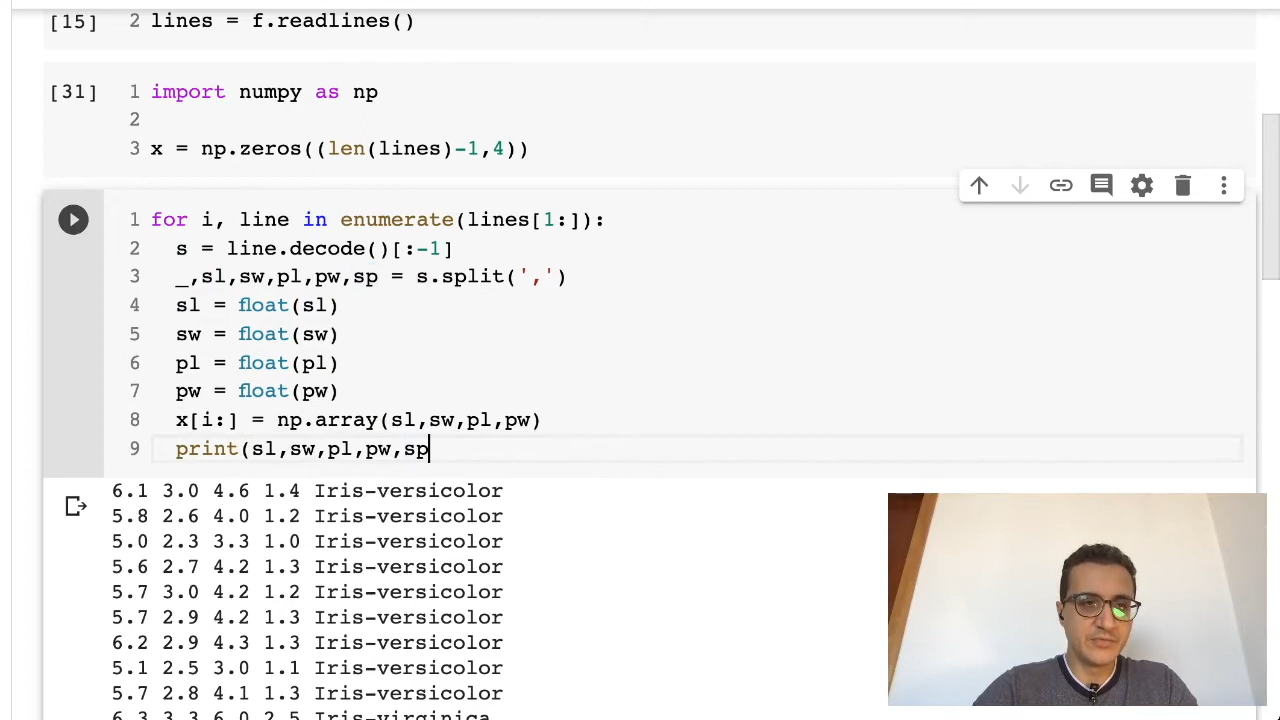 [15] 2 lines = f.readlines()
[31] 1 import numpy as np
2
3 x = np.zeros((len(lines)-1,4))
1 for i, line in enumerate(lines[1:]):
2 s = line.decode()[:-1]
3 _,sl,sw,pl,pw,sp = s.split(',')
4 sl = float(sl)
5 sw = float(sw)
6 pl = float(pl)
7 pw = float(pw)
8 x[i:] = np.array(sl,sw,pl,pw)
9 print(sl,sw,pl,pw,sp
6.1 3.0 4.6 1.4 Iris-versicolor
5.8 2.6 4.0 1.2 Iris-versicolor
5.0 2.3 3.3 1.0 Iris-versicolor
5.6 2.7 4.2 1.3 Iris-versicolor
5.7 3.0 4.2 1.2 Iris-versicolor
5.7 2.9 4.2 1.3 Iris-versicolor
6.2 2.9 4.3 1.3 Iris-versicolor
5.1 2.5 3.0 1.1 Iris-versicolor
5.7 2.8 4.1 1.3 Iris-versicolor
6.3 3.3 6.0 2.5 Iris-virginica